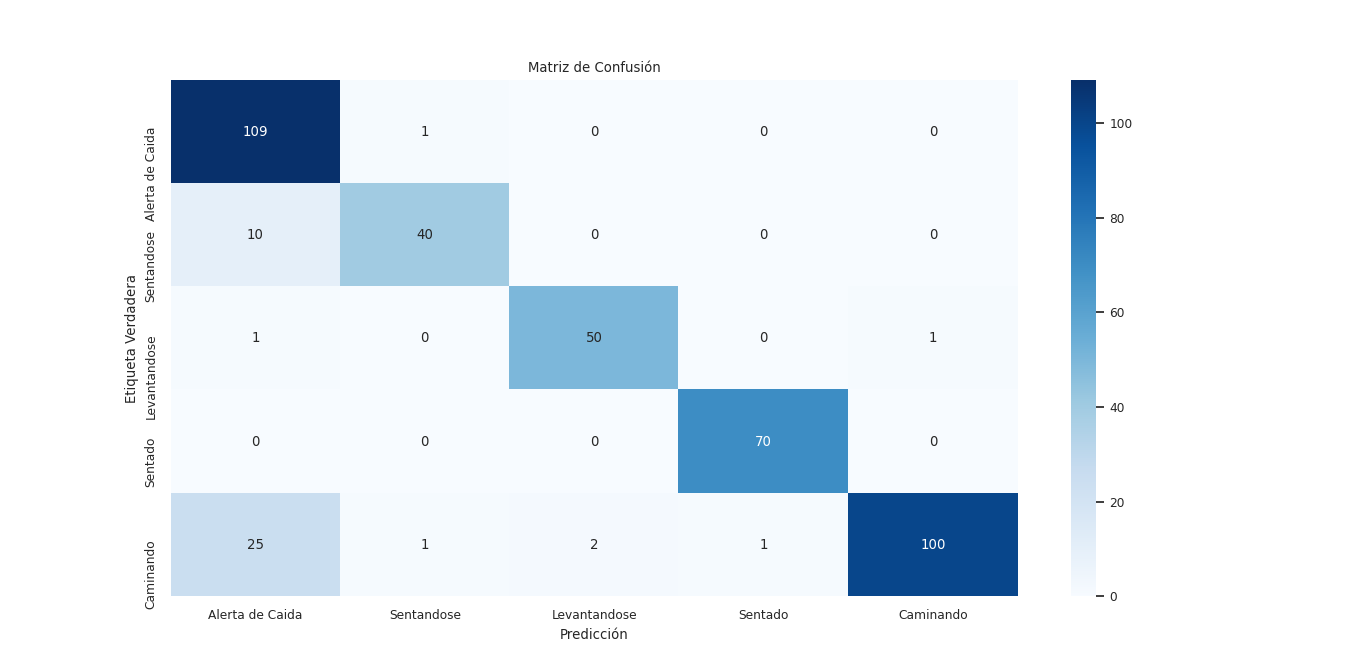 Matriz de Confusión
Etiqueta Verdadera
Alerta de Caida
109 1 0 0 0
Sentandose
10 40 0 0 0
Levantandose
1 0 50 0 1
Sentado
0 0 0 70 0
Caminando
25 1 2 1 100
Alerta de Caida Sentandose Levantandose Sentado Caminando
Predicción
100
80
60
40
20
0